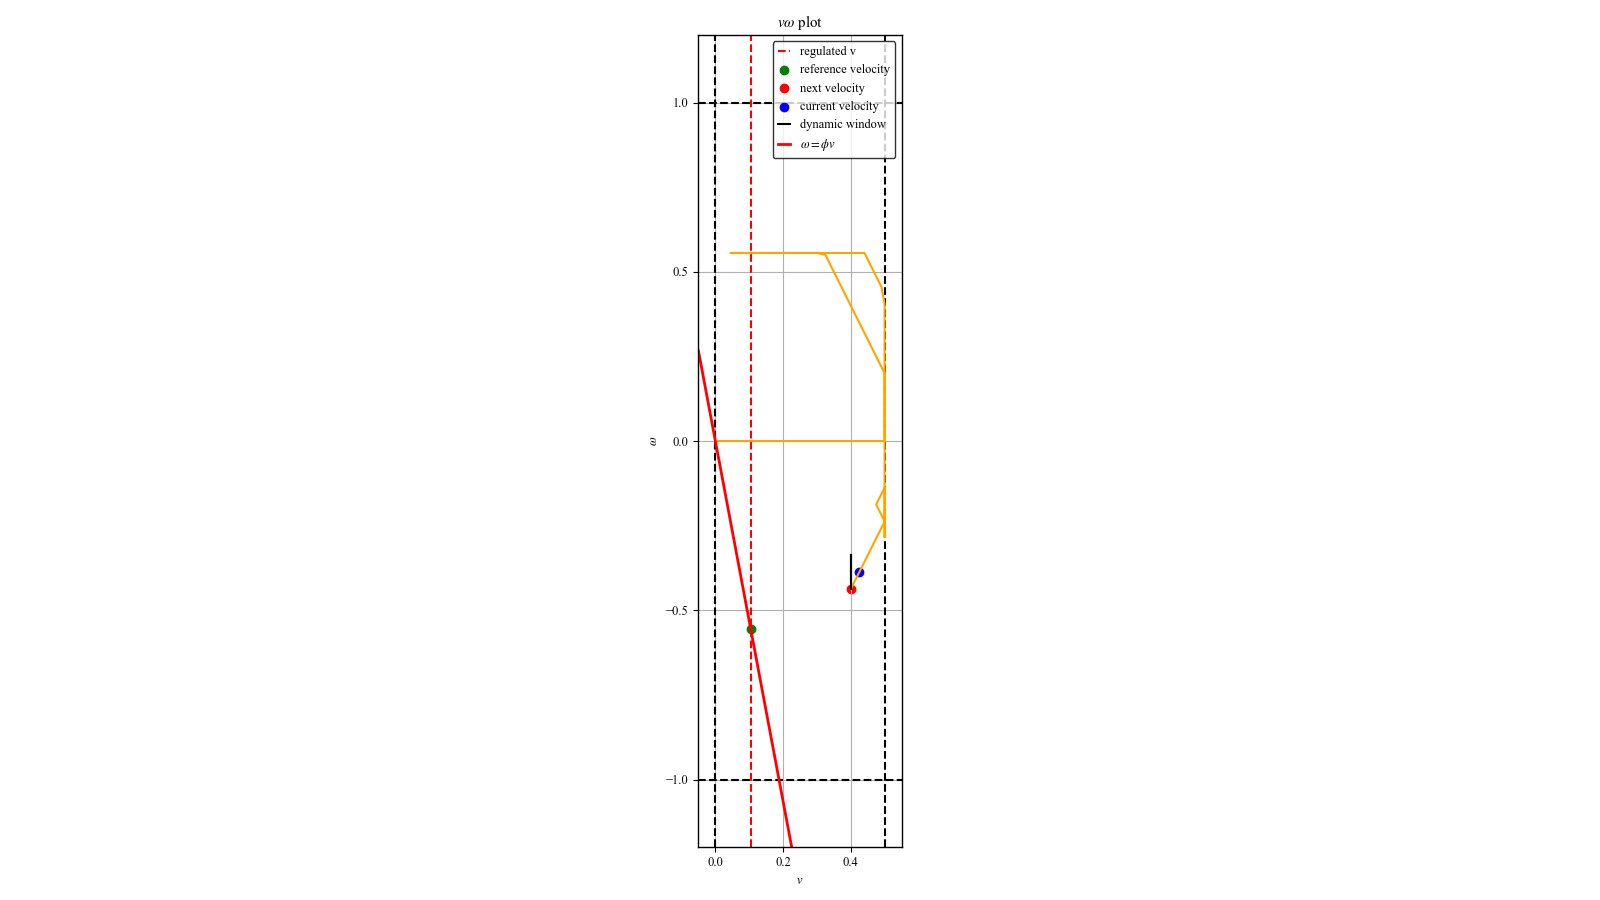 vω plot
regulated v
reference velocity
next velocity
current velocity
dynamic window
ω = ϕv
1.0
0.5
0.0
−0.5
−1.0
ω
0.0 0.2 0.4
v